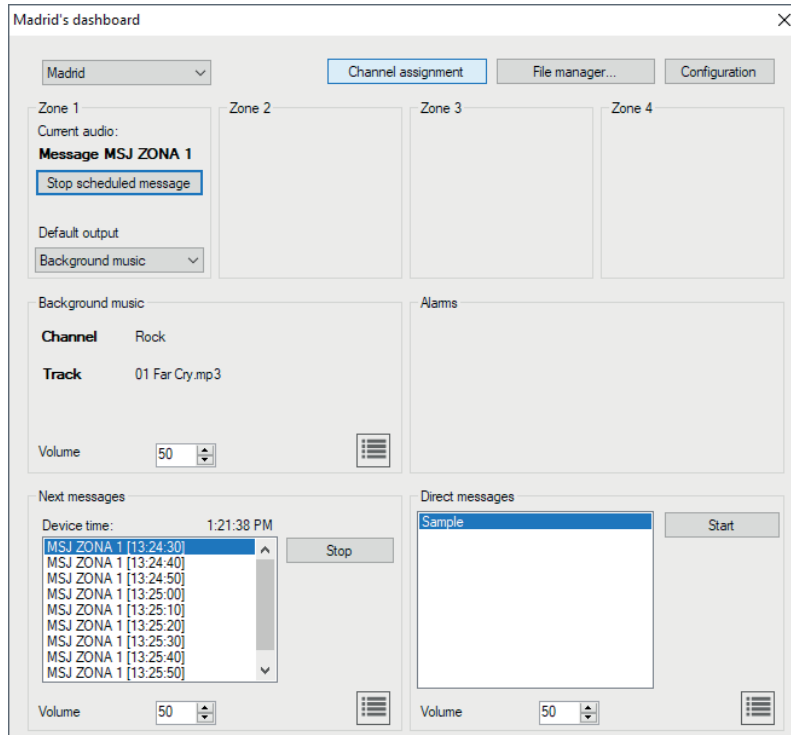 Madrid's dashboard
Madrid
Channel assignment
File manager...
Configuration
Zone 1
Zone 2
Zone 3
Zone 4
Current audio:
Message MSJ ZONA 1
Stop scheduled message
Default output
Background music
Background music
Alarms
Channel Rock
Track 01 Far Cry.mp3
Volume 50
Next messages
Device time: 1:21:38 PM
MSJ ZONA 1 [13:24:30]
MSJ ZONA 1 [13:24:40]
MSJ ZONA 1 [13:24:50]
MSJ ZONA 1 [13:25:00]
MSJ ZONA 1 [13:25:10]
MSJ ZONA 1 [13:25:20]
MSJ ZONA 1 [13:25:30]
MSJ ZONA 1 [13:25:40]
MSJ ZONA 1 [13:25:50]
Stop
Volume 50
Direct messages
Sample
Start
Volume 50